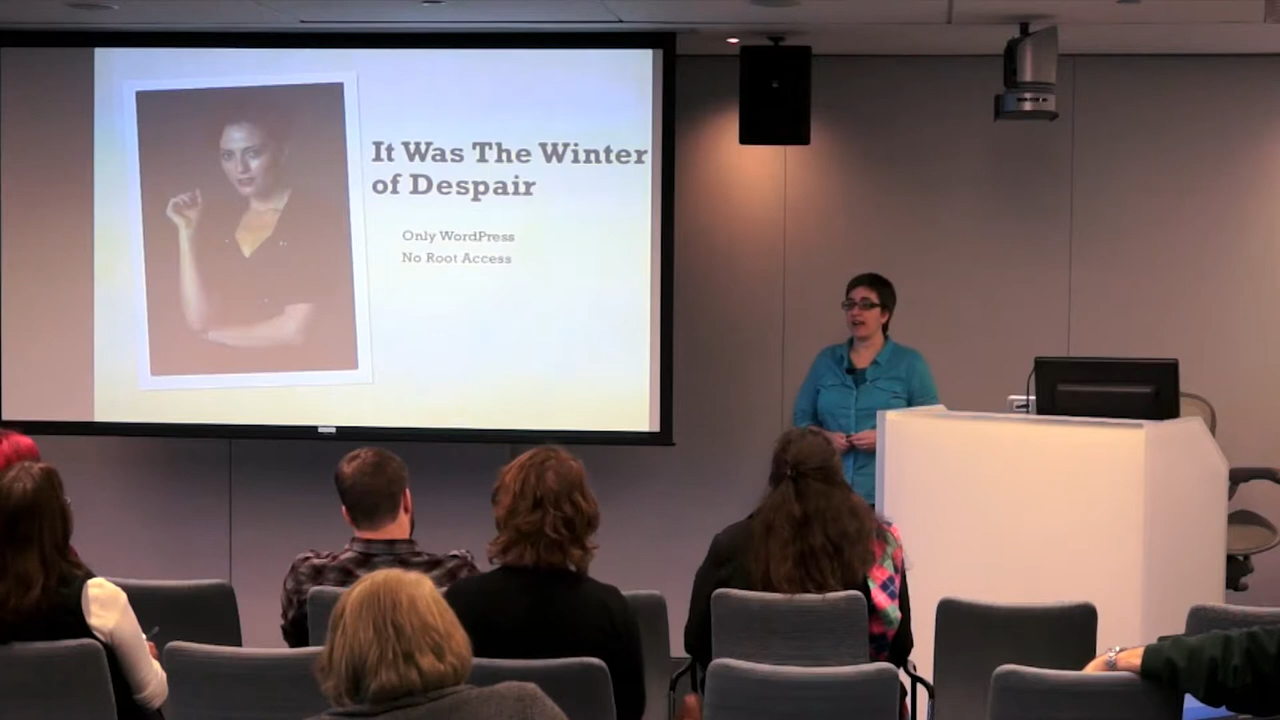 It Was The Winter
of Despair
Only WordPress
No Root Access